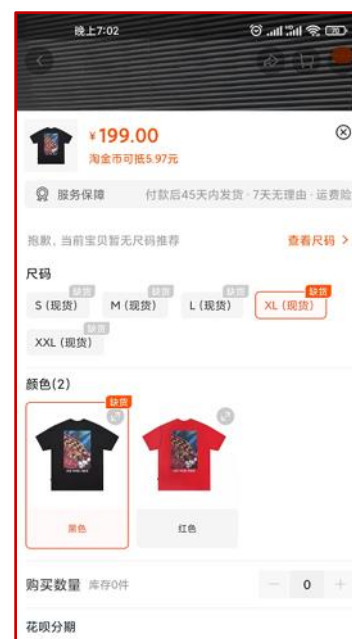 晚上7:02
70
¥199.00
淘金币可抵5.97元
服务保障 付款后45天内发货·7天无理由·运费险
抱歉，当前宝贝暂无尺码推荐 查看尺码 >
尺码
缺货 缺货 缺货 缺货
S (现货) M (现货) L (现货) XL (现货)
缺货
XXL (现货)
颜色(2)
缺货
黑色 红色
购买数量 库存0件 − 0 +
花呗分期